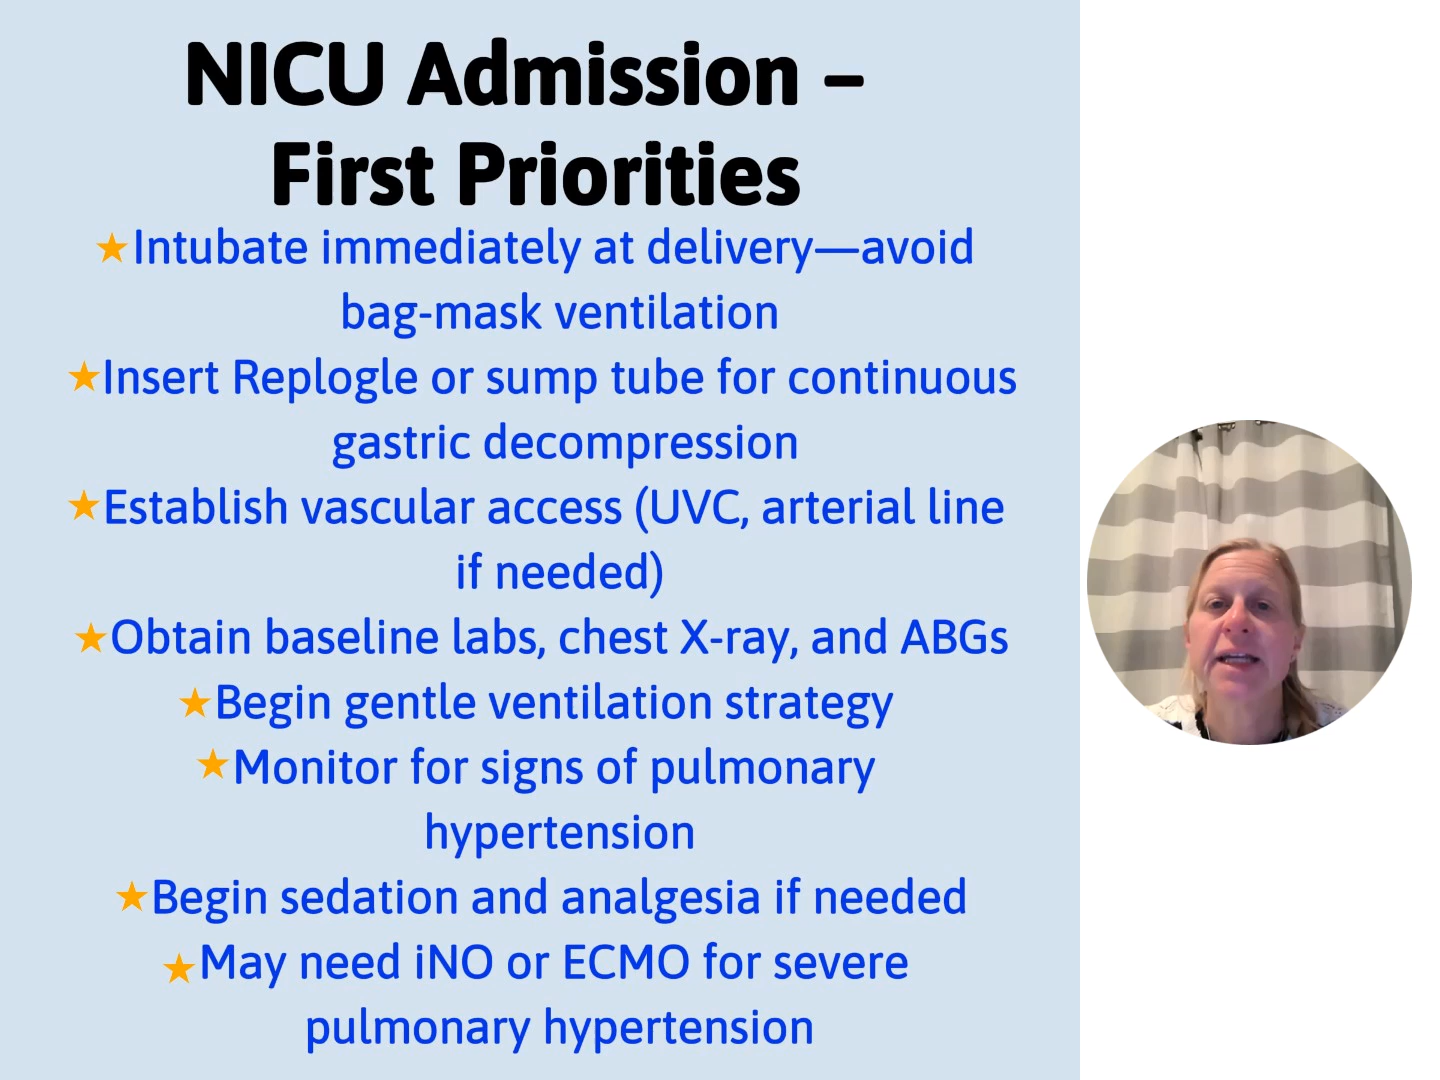 NICU Admission –
First Priorities
★Intubate immediately at delivery—avoid
bag-mask ventilation
★Insert Replogle or sump tube for continuous
gastric decompression
★Establish vascular access (UVC, arterial line
if needed)
★Obtain baseline labs, chest X-ray, and ABGs
★Begin gentle ventilation strategy
★Monitor for signs of pulmonary
hypertension
★Begin sedation and analgesia if needed
★May need iNO or ECMO for severe
pulmonary hypertension